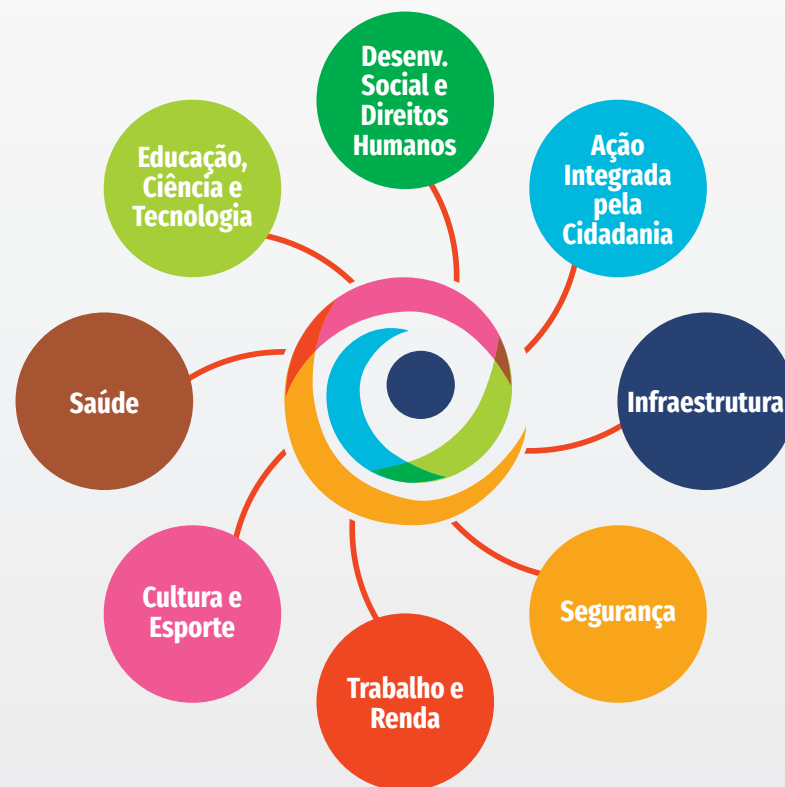 Desenv.
Social e
Direitos
Humanos
Ação
Integrada
pela
Cidadania
Infraestrutura
Segurança
Trabalho e
Renda
Cultura e
Esporte
Saúde
Educação,
Ciência e
Tecnologia